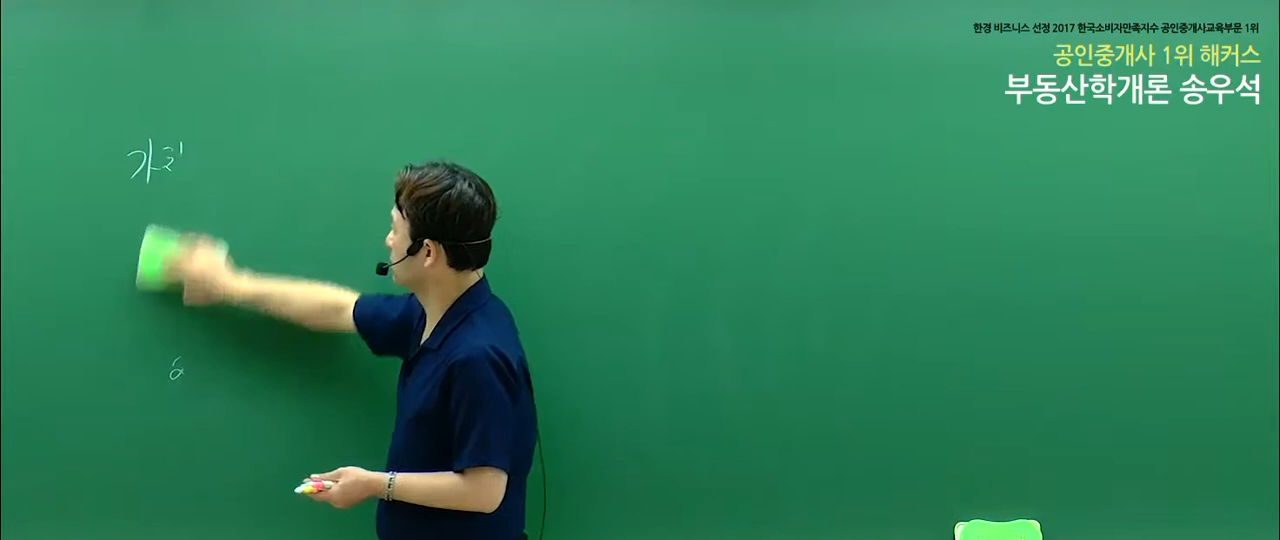 한경 비즈니스 선정 2017 한국소비자만족지수 공인중개사교육부문 1위
공인중개사 1위 해커스
부동산학개론 송우석
가치